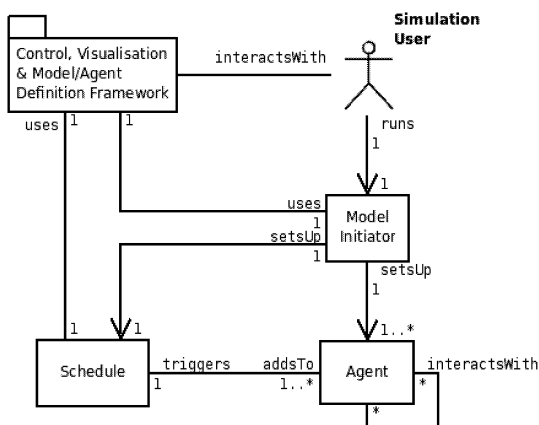 Simulation
User
Control, Visualisation
& Model/Agent
Definition Framework
interactsWith
uses
1
1
runs
1
1
uses
1
Model
Initiator
setsUp
1
setsUp
1
1
1
1..*
Schedule
triggers
1
addsTo
1..*
Agent
interactsWith
*
*